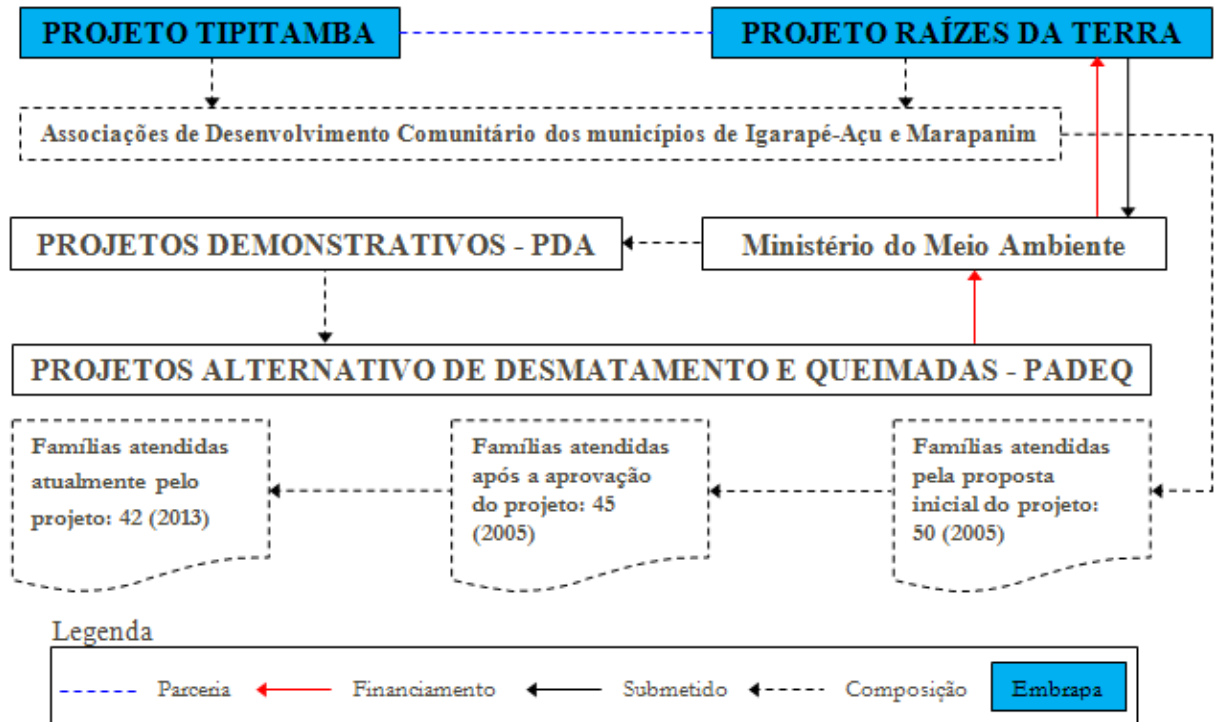 PROJETO TIPITAMBA
PROJETO RAÍZES DA TERRA
Associações de Desenvolvimento Comunitário dos municípios de Igarapé-Açu e Marapanim
PROJETOS DEMONSTRATIVOS - PDA
Ministério do Meio Ambiente
PROJETOS ALTERNATIVO DE DESMATAMENTO E QUEIMADAS - PADEQ
Famílias atendidas
atualmente pelo
projeto: 42 (2013)
Famílias atendidas
após a aprovação
do projeto: 45
(2005)
Famílias atendidas
pela proposta
inicial do projeto:
50 (2005)
Legenda
Parceria
Financiamento
Submetido
Composição
Embrapa